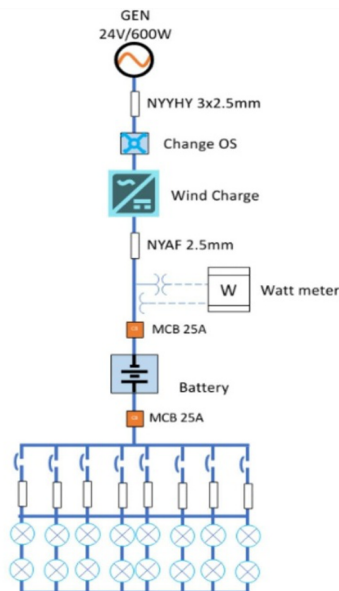 GEN
24V/600W
NYYHY 3x2.5mm
Change OS
Wind Charge
NYAF 2.5mm
W
Watt meter
MCB 25A
Battery
MCB 25A